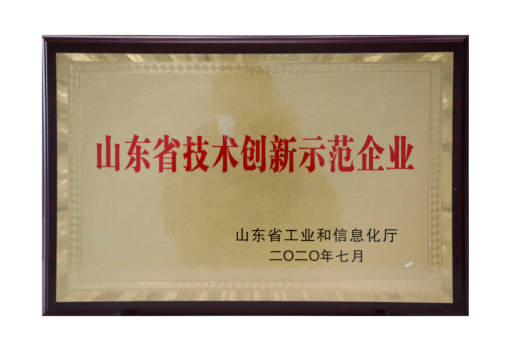 山东省技术创新示范企业
山东省工业和信息化厅
二〇二〇年七月